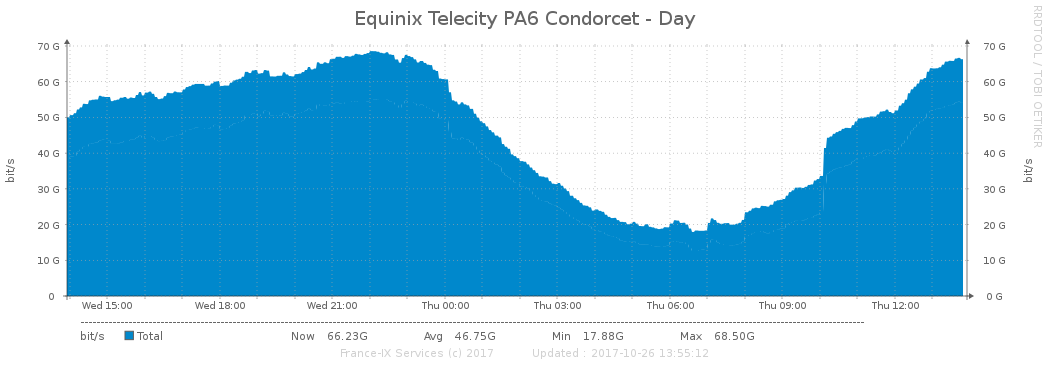 Equinix Telecity PA6 Condorcet - Day
RRDTOOL / TOBI OETIKER
70 G 70 G
60 G 60 G
50 G 50 G
40 G 40 G
30 G 30 G
20 G 20 G
10 G 10 G
0 0 G
bit/s
bit/s
Wed 15:00 Wed 18:00 Wed 21:00 Thu 00:00 Thu 03:00 Thu 06:00 Thu 09:00 Thu 12:00
bit/s Total Now 66.23G Avg 46.75G Min 17.88G Max 68.50G
France-IX Services (c) 2017 Updated : 2017-10-26 13:55:12